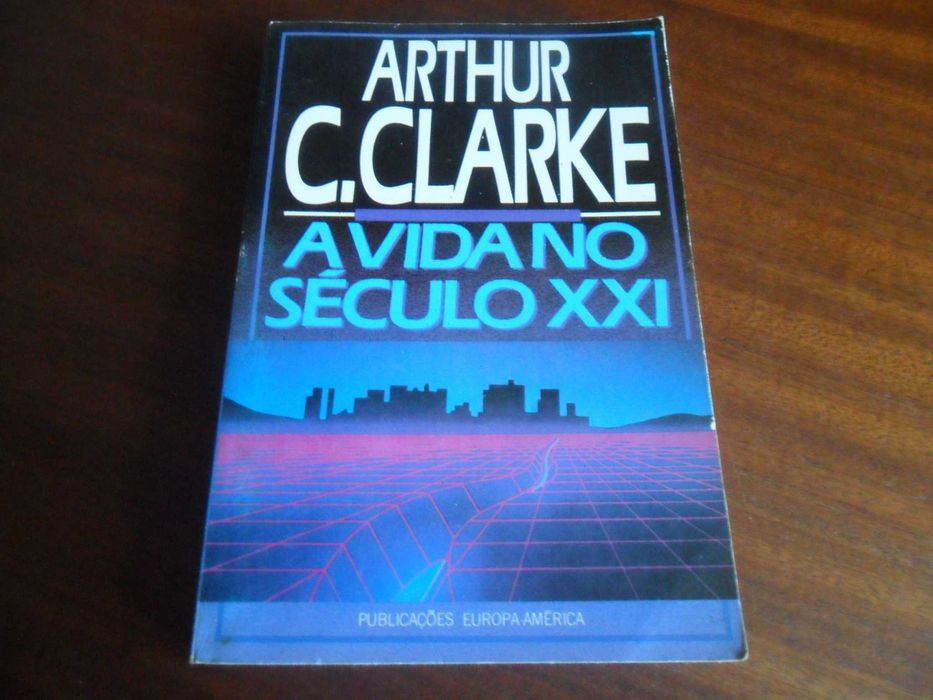 ARTHUR
C.CLARKE
A VIDA NO
SÉCULO XXI
PUBLICAÇÕES EUROPA-AMÉRICA